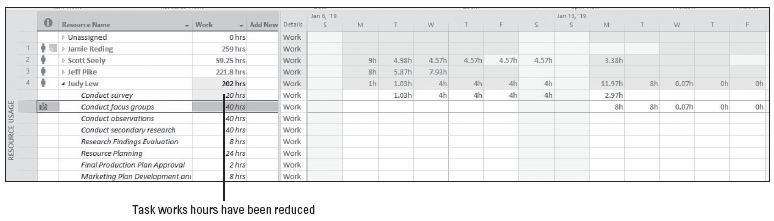 Jan 6, '19 Jan 13, '19
Resource Name Work Add New Details S M T W T F S S M T W T F
Unassigned 0 hrs Work
1 Jamie Reding 259 hrs Work
2 Scott Seely 59.25 hrs Work 9h 4.98h 4.57h 4.57h 4.57h 4.57h 3.38h
3 Jeff Pike 221.8 hrs Work 8h 5.87h 7.93h
4 Judy Lew 202 hrs Work 1h 1.03h 4h 4h 4h 4h 11.97h 8h 0.07h 0h 0h
Conduct survey 20 hrs Work 1.03h 4h 4h 4h 4h 2.97h
Conduct focus groups 40 hrs Work 8h 8h 0.07h 0h 0h
Conduct observations 40 hrs Work
Conduct secondary research 40 hrs Work
Research Findings Evaluation 8 hrs Work
Resource Planning 24 hrs Work
Final Production Plan Approval 2 hrs Work
Marketing Plan Development an 8 hrs Work
RESOURCE USAGE
Task works hours have been reduced